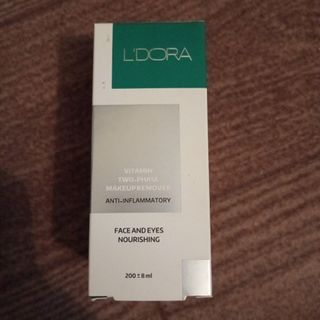 L'DORA
VITAMIN
TWO-PHASE
MAKEUP REMOVER
ANTI-INFLAMMATORY
FACE AND EYES
NOURISHING
200 ± 8 ml